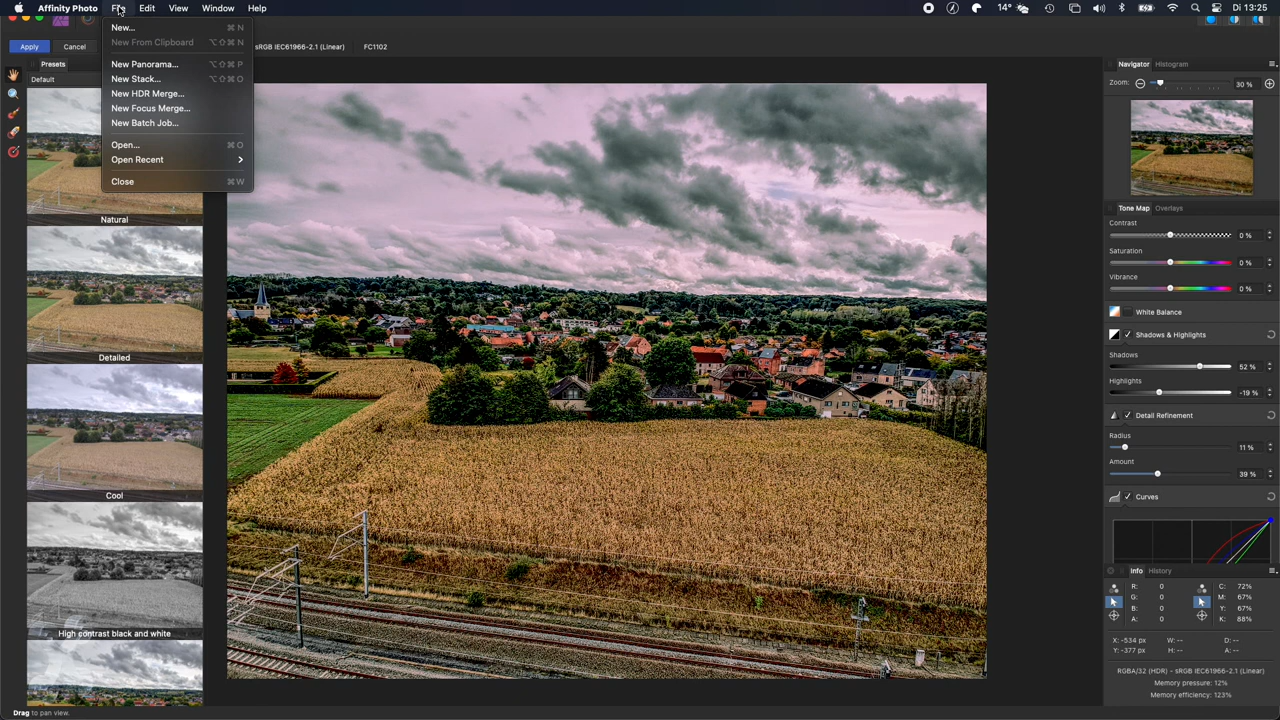 Affinity Photo File Edit View Window Help 14° Di 13:25
Apply Cancel sRGB IEC61966-2.1 (Linear) FC1102
New... ⌘ N
New From Clipboard ⌥⇧⌘ N
New Panorama... ⌥⇧⌘ P
New Stack... ⌥⇧⌘ O
New HDR Merge...
New Focus Merge...
New Batch Job...
Open... ⌘ O
Open Recent
Close ⌘ W
Presets
Default
Natural
Detailed
Cool
High contrast black and white
Navigator Histogram
Zoom: 30 %
Tone Map Overlays
Contrast
0 %
Saturation
0 %
Vibrance
0 %
White Balance
Shadows & Highlights
Shadows
52 %
Highlights
-19 %
Detail Refinement
Radius
11 %
Amount
39 %
Curves
Info History
R: 0 C: 72%
G: 0 M: 67%
B: 0 Y: 67%
A: 0 K: 88%
X: -534 px W: -- D: --
Y: -377 px H: -- A: --
RGBA/32 (HDR) - sRGB IEC61966-2.1 (Linear)
Memory pressure: 12%
Memory efficiency: 123%
Drag to pan view.